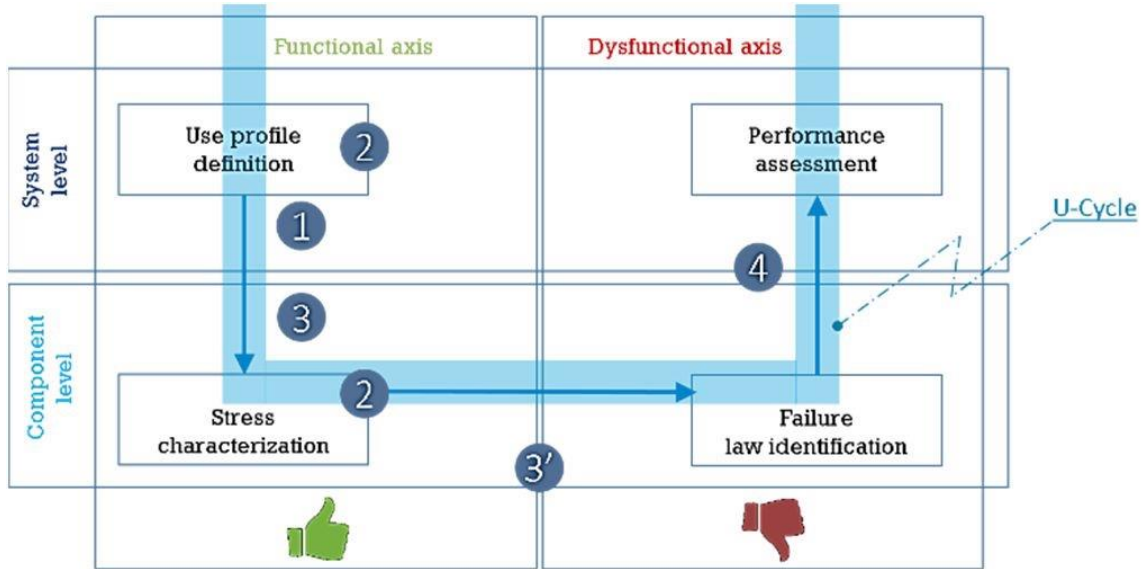 Functional axis
Dysfunctional axis
System
level
Use profile
definition
2
Performance
assessment
1
U-Cycle
4
Component
level
3
Stress
characterization
2
Failure
law identification
3’